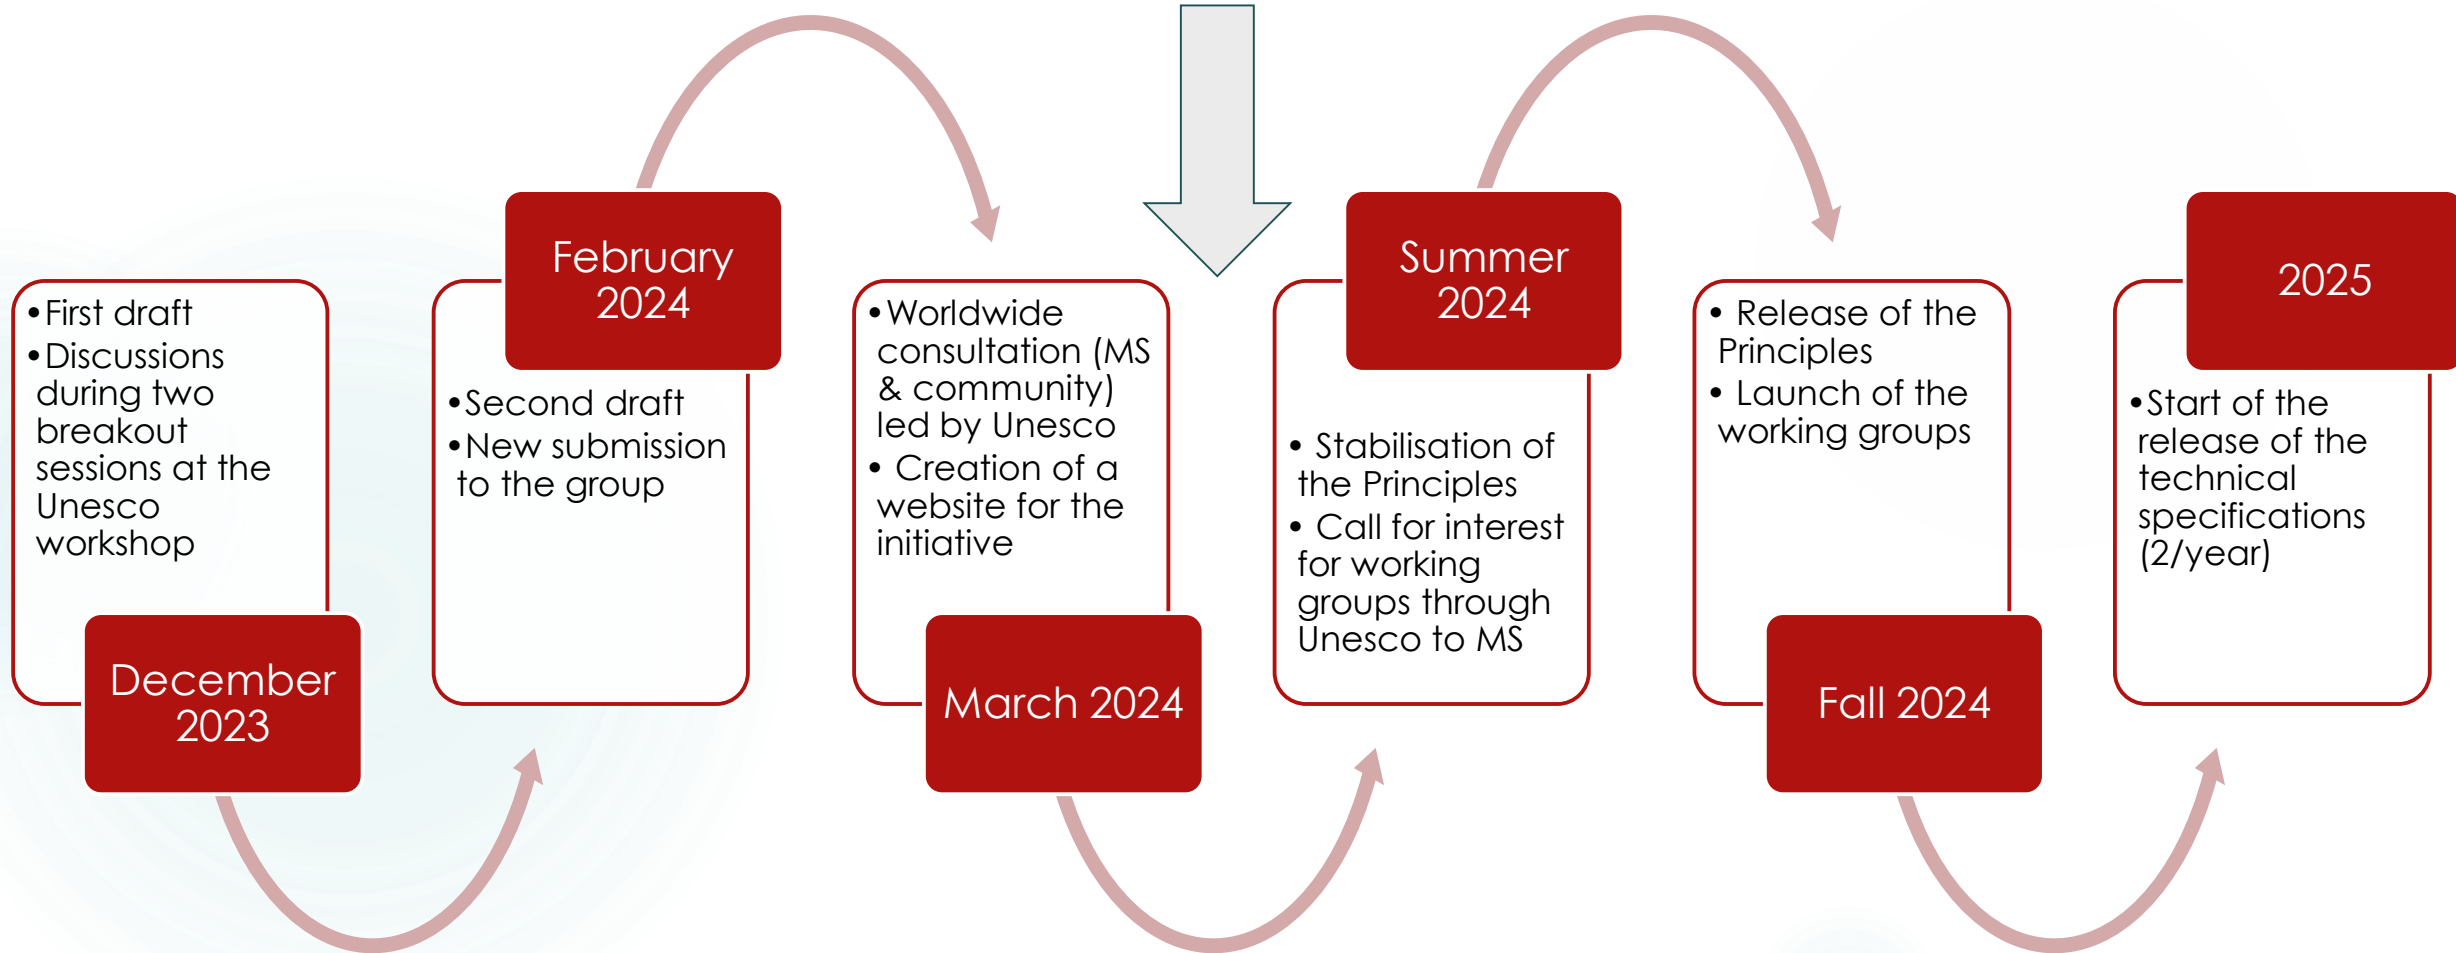 •First draft
•Discussions
during two
breakout
sessions at the
Unesco
workshop
December
2023
February
2024
•Second draft
•New submission
to the group
•Worldwide
consultation (MS
& community)
led by Unesco
• Creation of a
website for the
initiative
March 2024
Summer
2024
• Stabilisation of
the Principles
• Call for interest
for working
groups through
Unesco to MS
• Release of the
Principles
• Launch of the
working groups
Fall 2024
2025
•Start of the
release of the
technical
specifications
(2/year)